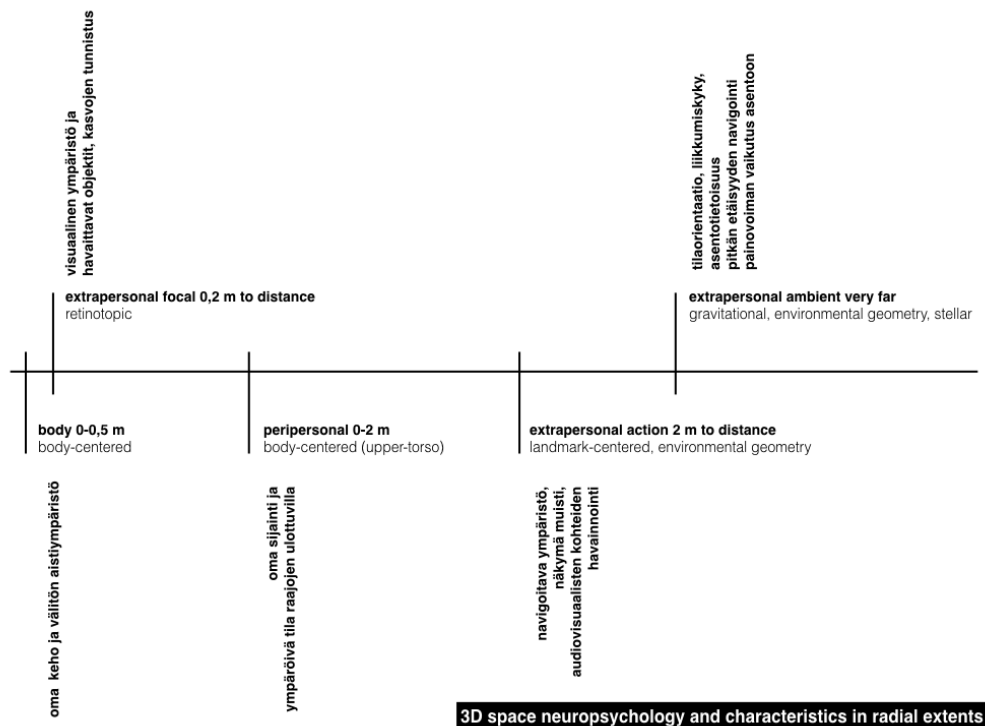 visuaalinen ympäristö ja
havaittavat objektit, kasvojen tunnistus
tilaorientaatio, liikkumiskyky,
asentotietoisuus
pitkän etäisyyden navigointi
painovoiman vaikutus asentoon
extrapersonal focal 0,2 m to distance
retinotopic
extrapersonal ambient very far
gravitational, environmental geometry, stellar
body 0-0,5 m
body-centered
peripersonal 0-2 m
body-centered (upper-torso)
extrapersonal action 2 m to distance
landmark-centered, environmental geometry
oma keho ja välitön aistiympäristö
oma sijainti ja
ympäröivä tila raajojen ulottuvilla
navigoitava ympäristö,
näkymä muisti,
audiovisuaalisten kohteiden
havainnointi
3D space neuropsychology and characteristics in radial extents